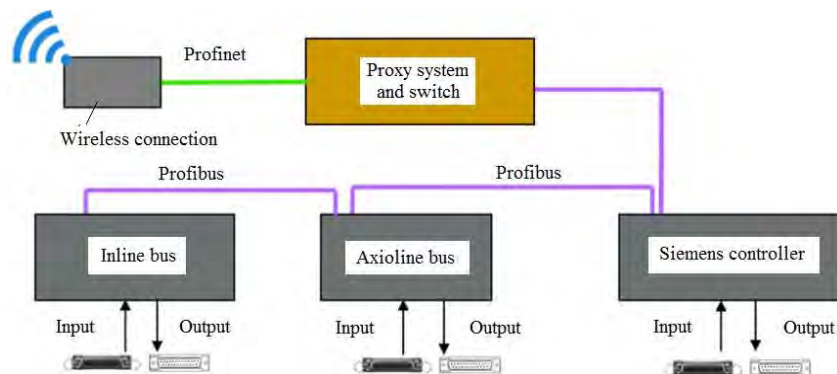 Profinet
Proxy system
and switch
Wireless connection
Profibus
Profibus
Inline bus
Axioline bus
Siemens controller
Input
Output
Input
Output
Input
Output